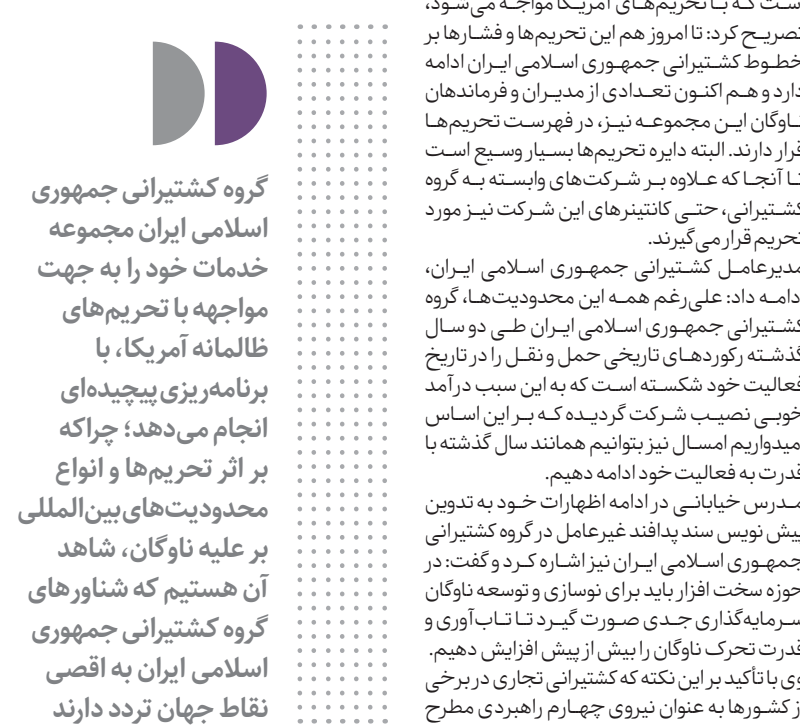 است که با تحریم‌های آمریکا مواجه می‌شود،
تصریح کرد: تا امروز هم این تحریم‌ها و فشارها بر
خطوط کشتیرانی جمهوری اسلامی ایران ادامه
دارد و هم اکنون تعدادی از مدیران و فرماندهان
ناوگان این مجموعه نیز، در فهرست تحریم‌ها
قرار دارند. البته دایره تحریم‌ها بسیار وسیع است
تا آنجا که علاوه بر شرکت‌های وابسته به گروه
کشتیرانی، حتی کانتینرهای این شرکت نیز مورد
تحریم قرار می‌گیرند.
مدیرعامل کشتیرانی جمهوری اسلامی ایران،
ادامه داد: علی‌رغم همه این محدودیت‌ها، گروه
کشتیرانی جمهوری اسلامی ایران طی دو سال
گذشته رکوردهای تاریخی حمل و نقل را در تاریخ
فعالیت خود شکسته است که به این سبب درآمد
خوبی نصیب شرکت گردیده که بر این اساس
امیدواریم امسال نیز بتوانیم همانند سال گذشته با
قدرت به فعالیت خود ادامه دهیم.
مدرس خیابانی در ادامه اظهارات خود به تدوین
پیش نویس سند پدافند غیرعامل در گروه کشتیرانی
جمهوری اسلامی ایران نیز اشاره کرد و گفت: در
حوزه سخت افزار باید برای نوسازی و توسعه ناوگان
سرمایه‌گذاری جدی صورت گیرد تا تاب‌آوری و
قدرت تحرک ناوگان را بیش از پیش افزایش دهیم.
وی با تأکید بر این نکته که کشتیرانی تجاری در برخی
از کشورها به عنوان نیروی چهارم راهبردی مطرح
گروه کشتیرانی جمهوری
اسلامی ایران مجموعه
خدمات خود را به جهت
مواجهه با تحریم‌های
ظالمانه آمریکا، با
برنامه‌ریزی پیچیده‌ای
انجام می‌دهد؛ چراکه
بر اثر تحریم‌ها و انواع
محدودیت‌های بین‌المللی
بر علیه ناوگان، شاهد
آن هستیم که شناورهای
گروه کشتیرانی جمهوری
اسلامی ایران به اقصی
نقاط جهان تردد دارند